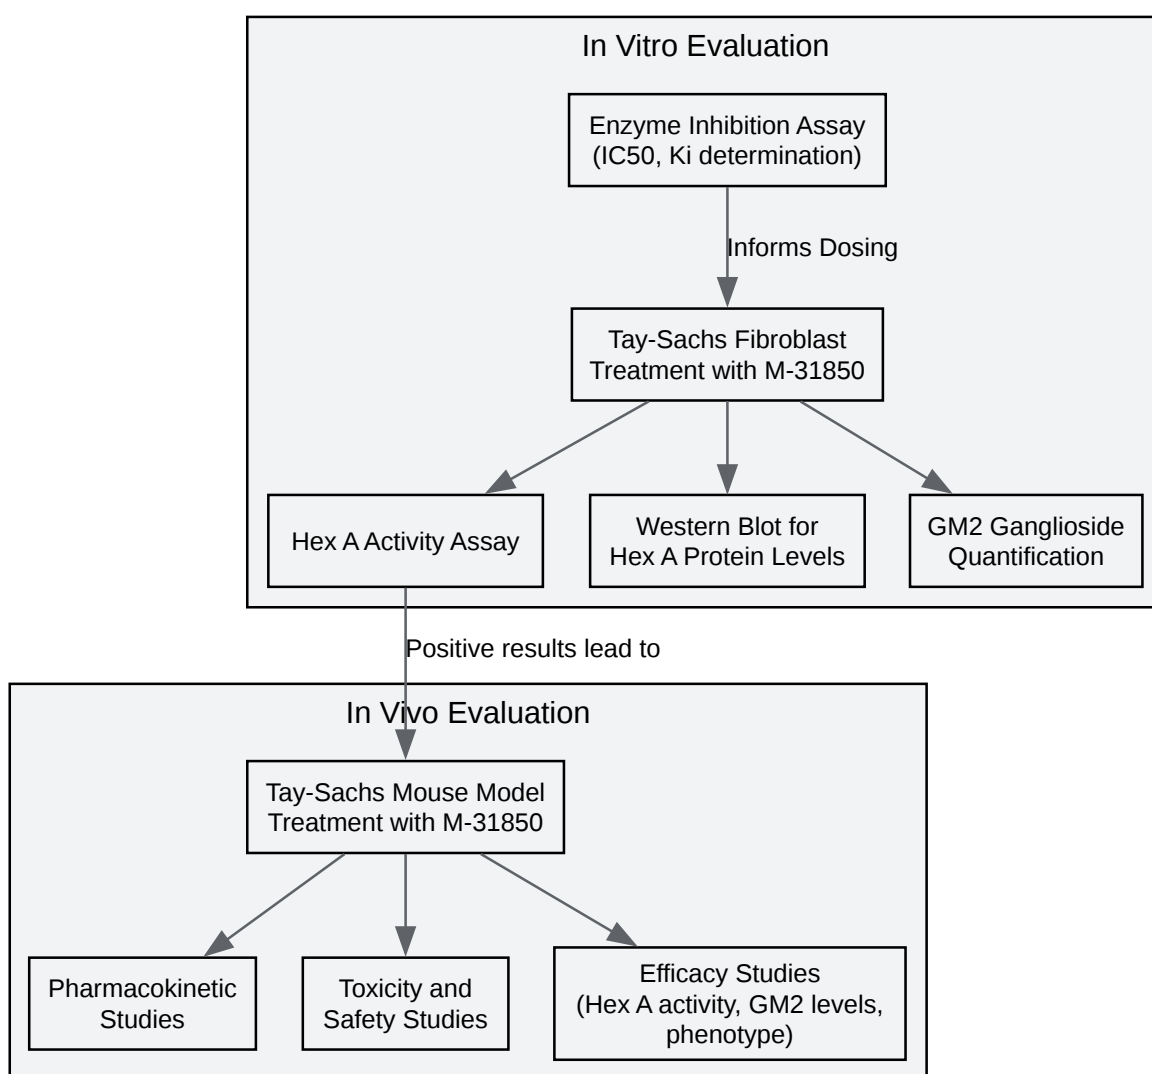 In Vitro Evaluation
Enzyme Inhibition Assay
(IC50, Ki determination)
Informs Dosing
Tay-Sachs Fibroblast
Treatment with M-31850
Hex A Activity Assay
Western Blot for
Hex A Protein Levels
GM2 Ganglioside
Quantification
Positive results lead to
In Vivo Evaluation
Tay-Sachs Mouse Model
Treatment with M-31850
Pharmacokinetic
Studies
Toxicity and
Safety Studies
Efficacy Studies
(Hex A activity, GM2 levels,
phenotype)